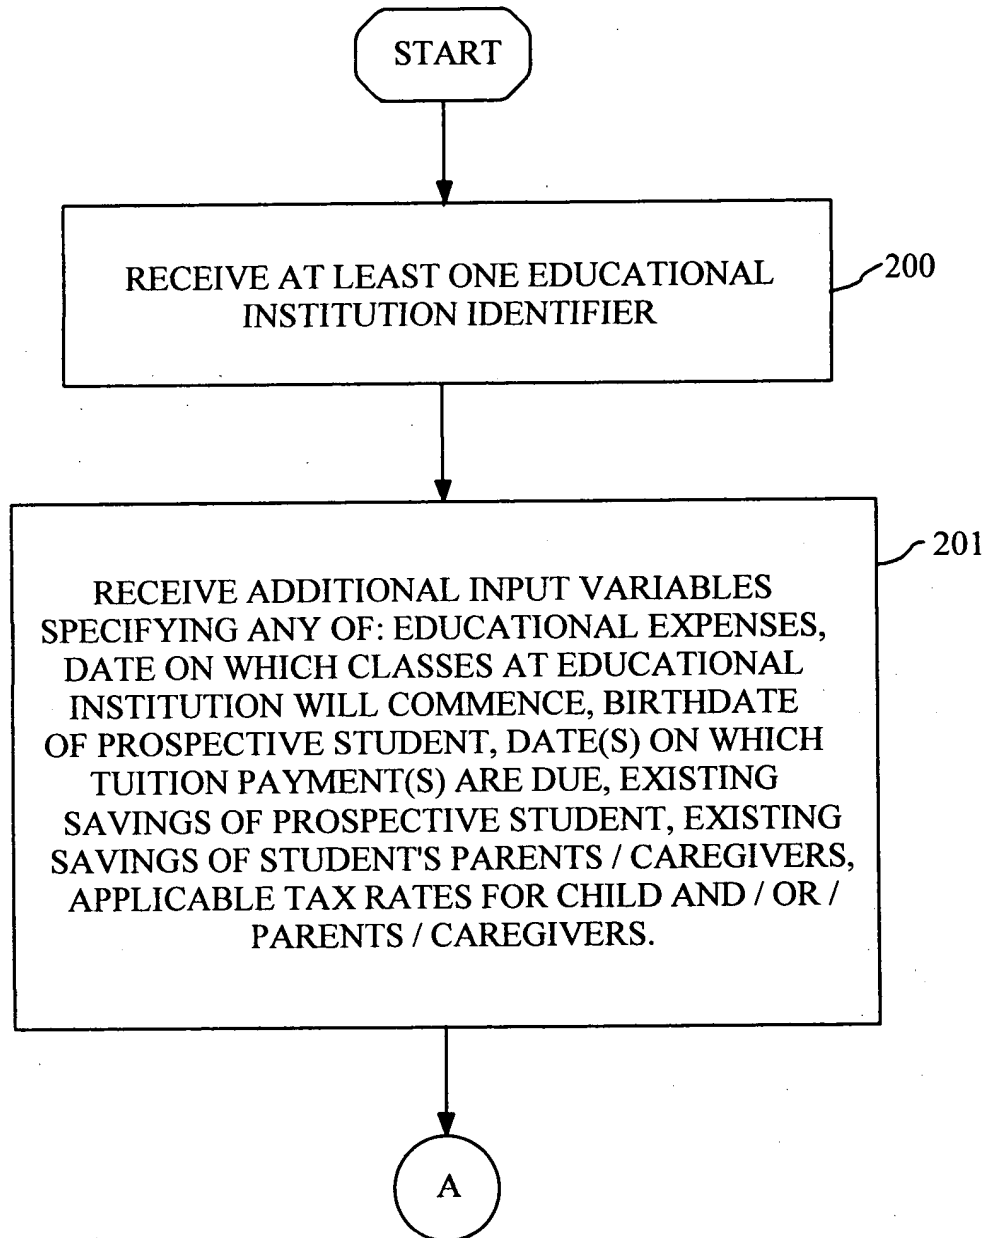 START
RECEIVE AT LEAST ONE EDUCATIONAL
INSTITUTION IDENTIFIER
200
RECEIVE ADDITIONAL INPUT VARIABLES
SPECIFYING ANY OF: EDUCATIONAL EXPENSES,
DATE ON WHICH CLASSES AT EDUCATIONAL
INSTITUTION WILL COMMENCE, BIRTHDATE
OF PROSPECTIVE STUDENT, DATE(S) ON WHICH
TUITION PAYMENT(S) ARE DUE, EXISTING
SAVINGS OF PROSPECTIVE STUDENT, EXISTING
SAVINGS OF STUDENT'S PARENTS / CAREGIVERS,
APPLICABLE TAX RATES FOR CHILD AND / OR /
PARENTS / CAREGIVERS.
201
A